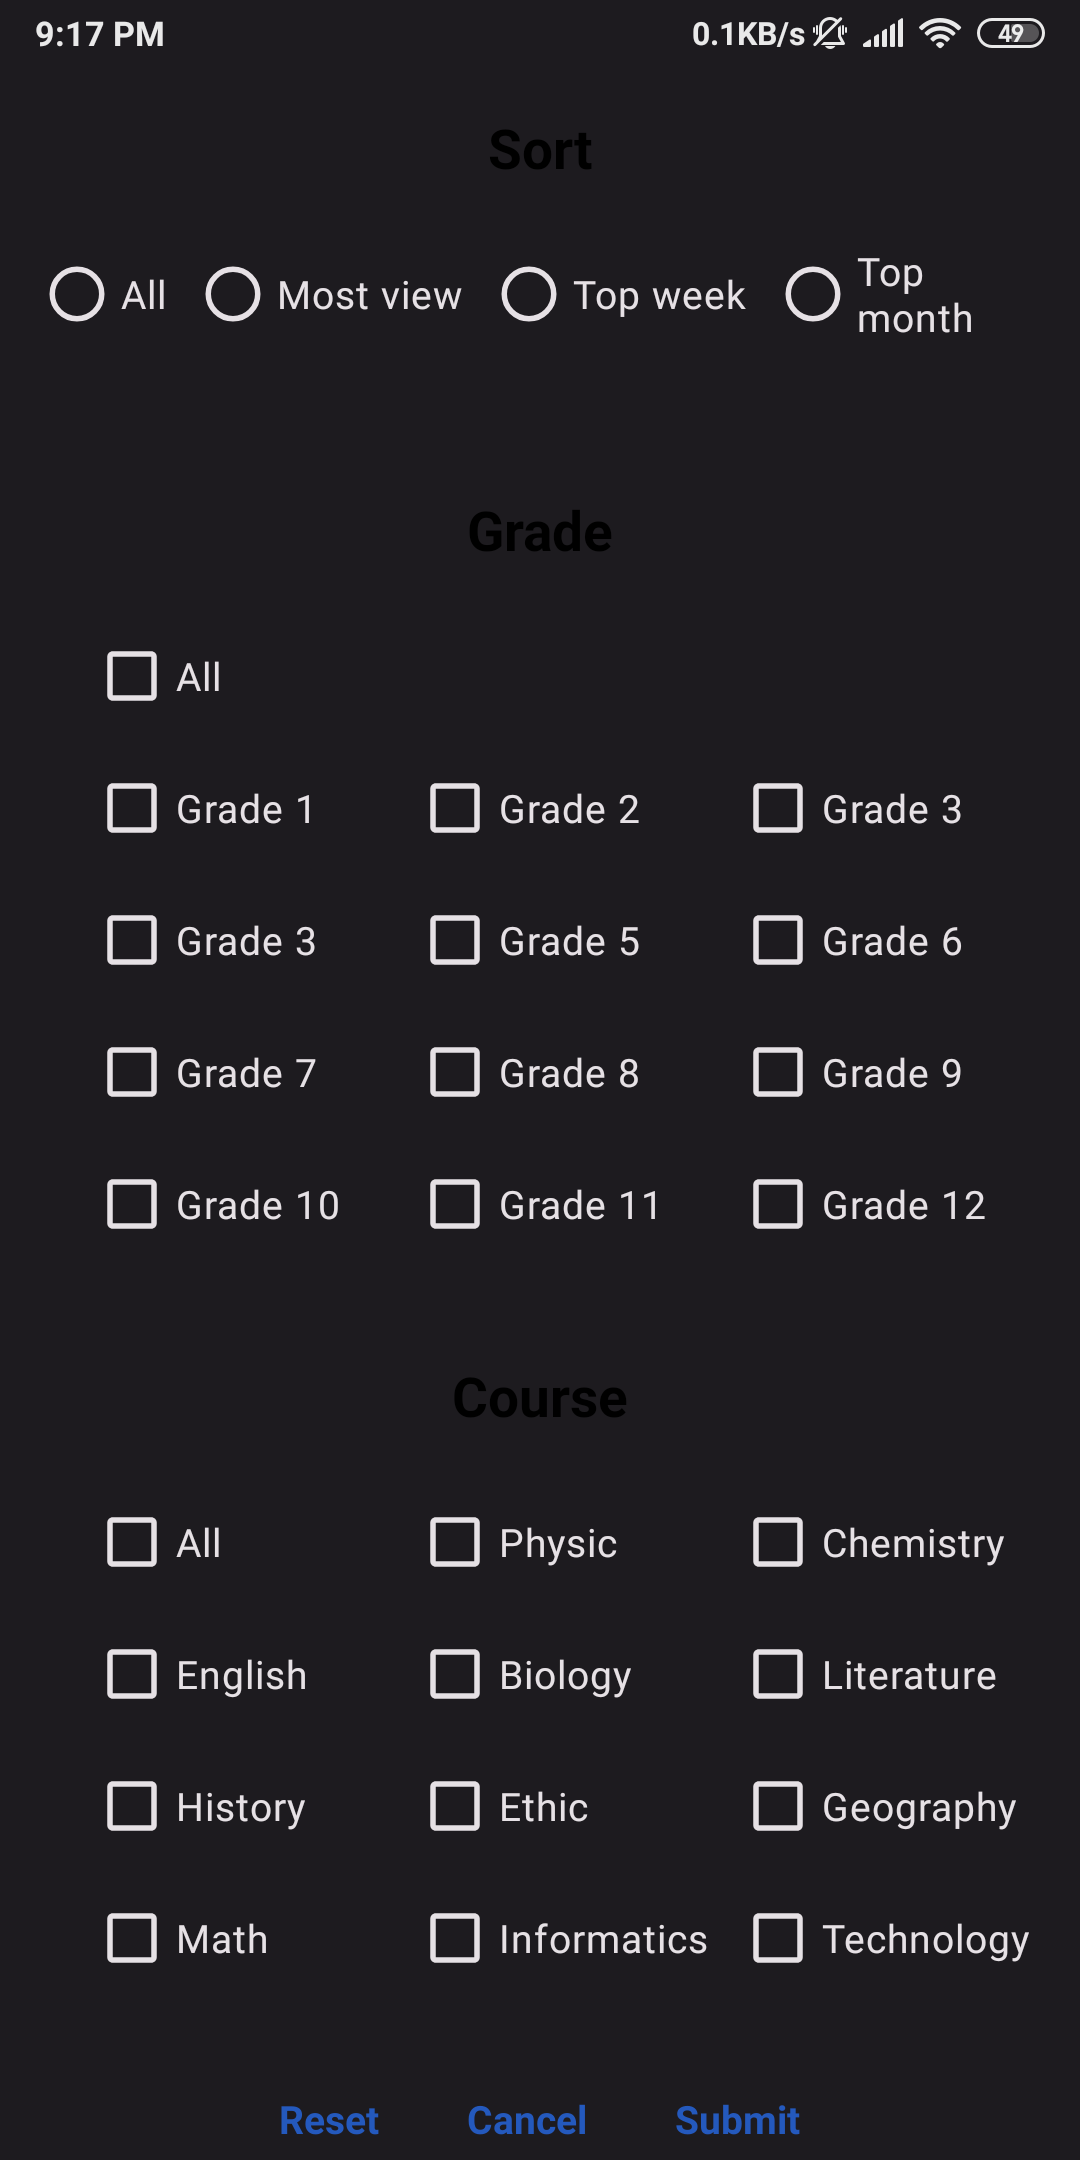 9:17 PM 0.1KB/s 49
Sort
All Most view Top week Top
month
Grade
All
Grade 1 Grade 2 Grade 3
Grade 3 Grade 5 Grade 6
Grade 7 Grade 8 Grade 9
Grade 10 Grade 11 Grade 12
Course
All Physic Chemistry
English Biology Literature
History Ethic Geography
Math Informatics Technology
Reset Cancel Submit